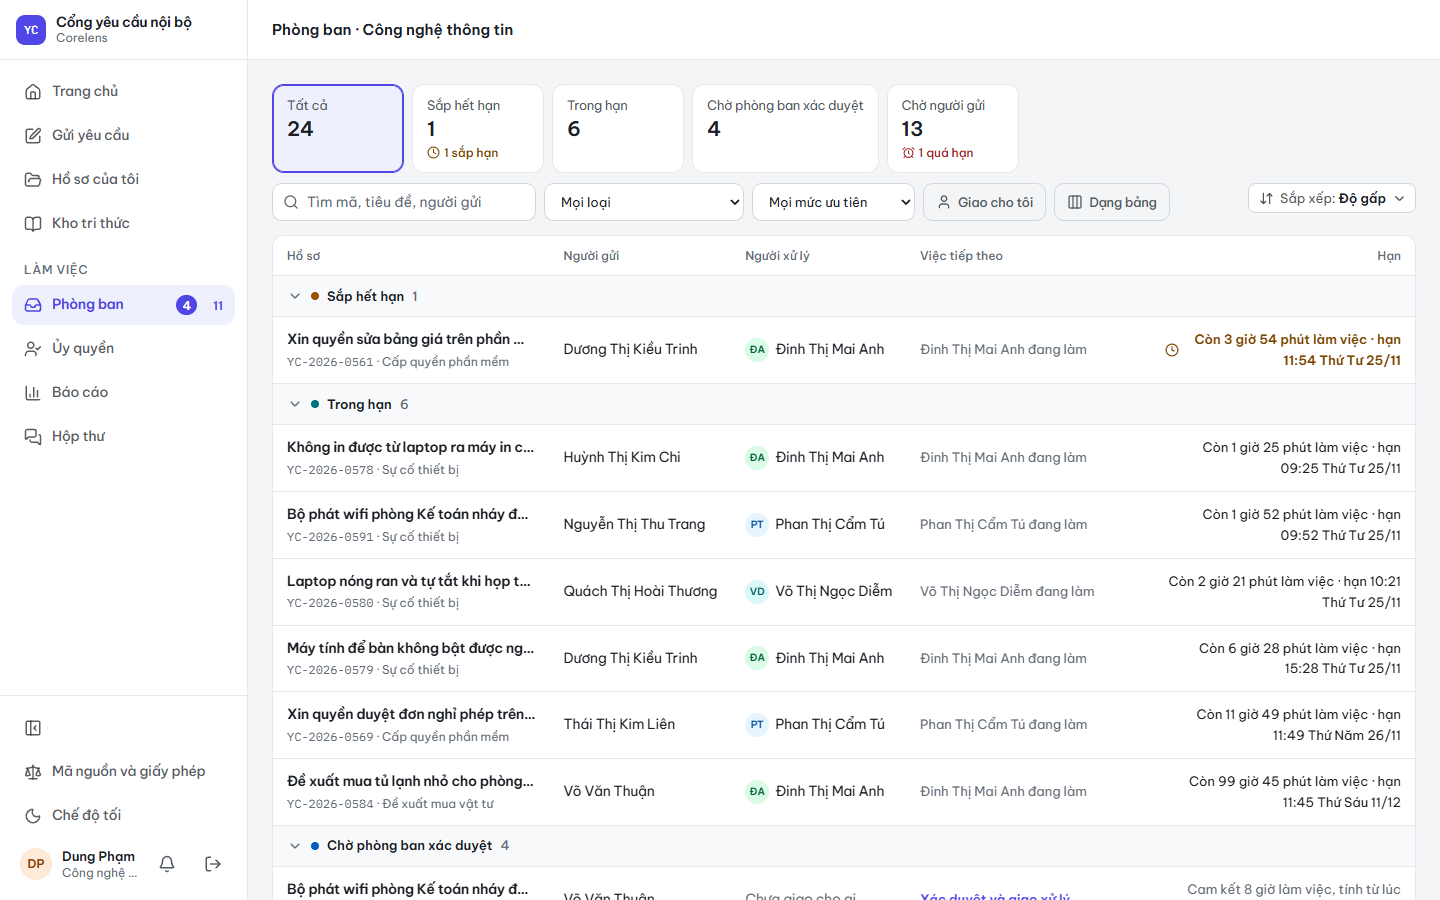 YC
Cổng yêu cầu nội bộ
Corelens
Phòng ban · Công nghệ thông tin
Trang chủ
Gửi yêu cầu
Hồ sơ của tôi
Kho tri thức
LÀM VIỆC
Phòng ban 4 11
Ủy quyền
Báo cáo
Hộp thư
Mã nguồn và giấy phép
Chế độ tối
DP
Dung Phạm
Công nghệ ...
Tất cả
24
Sắp hết hạn
1
1 sắp hạn
Trong hạn
6
Chờ phòng ban xác duyệt
4
Chờ người gửi
13
1 quá hạn
Tìm mã, tiêu đề, người gửi
Mọi loại
Mọi mức ưu tiên
Giao cho tôi
Dạng bảng
Sắp xếp: Độ gấp
Hồ sơ Người gửi Người xử lý Việc tiếp theo Hạn
Sắp hết hạn 1
Xin quyền sửa bảng giá trên phần ...
YC-2026-0561 · Cấp quyền phần mềm
Dương Thị Kiều Trinh
ĐA Đinh Thị Mai Anh
Đinh Thị Mai Anh đang làm
Còn 3 giờ 54 phút làm việc · hạn
11:54 Thứ Tư 25/11
Trong hạn 6
Không in được từ laptop ra máy in c...
YC-2026-0578 · Sự cố thiết bị
Huỳnh Thị Kim Chi
ĐA Đinh Thị Mai Anh
Đinh Thị Mai Anh đang làm
Còn 1 giờ 25 phút làm việc · hạn
09:25 Thứ Tư 25/11
Bộ phát wifi phòng Kế toán nháy đ...
YC-2026-0591 · Sự cố thiết bị
Nguyễn Thị Thu Trang
PT Phan Thị Cẩm Tú
Phan Thị Cẩm Tú đang làm
Còn 1 giờ 52 phút làm việc · hạn
09:52 Thứ Tư 25/11
Laptop nóng ran và tự tắt khi họp t...
YC-2026-0580 · Sự cố thiết bị
Quách Thị Hoài Thương
VD Võ Thị Ngọc Diễm
Võ Thị Ngọc Diễm đang làm
Còn 2 giờ 21 phút làm việc · hạn 10:21
Thứ Tư 25/11
Máy tính để bàn không bật được ng...
YC-2026-0579 · Sự cố thiết bị
Dương Thị Kiều Trinh
ĐA Đinh Thị Mai Anh
Đinh Thị Mai Anh đang làm
Còn 6 giờ 28 phút làm việc · hạn
15:28 Thứ Tư 25/11
Xin quyền duyệt đơn nghỉ phép trên...
YC-2026-0569 · Cấp quyền phần mềm
Thái Thị Kim Liên
PT Phan Thị Cẩm Tú
Phan Thị Cẩm Tú đang làm
Còn 11 giờ 49 phút làm việc · hạn
11:49 Thứ Năm 26/11
Đề xuất mua tủ lạnh nhỏ cho phòng...
YC-2026-0584 · Đề xuất mua vật tư
Võ Văn Thuận
ĐA Đinh Thị Mai Anh
Đinh Thị Mai Anh đang làm
Còn 99 giờ 45 phút làm việc · hạn
11:45 Thứ Sáu 11/12
Chờ phòng ban xác duyệt 4
Bộ phát wifi phòng Kế toán nháy đ...
Võ Văn Thuận
Chưa giao cho ai
Xác duyệt và giao xử lý
Cam kết 8 giờ làm việc, tính từ lúc